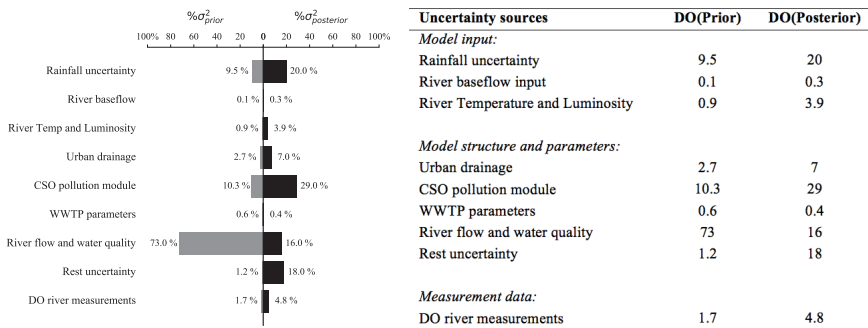 %σ²prior %σ²posterior
100% 80 60 40 20 0 20 40 60 80 100%
Rainfall uncertainty 9.5 % 20.0 %
River baseflow 0.1 % 0.3 %
River Temp and Luminosity 0.9 % 3.9 %
Urban drainage 2.7 % 7.0 %
CSO pollution module 10.3 % 29.0 %
WWTP parameters 0.6 % 0.4 %
River flow and water quality 73.0 % 16.0 %
Rest uncertainty 1.2 % 18.0 %
DO river measurements 1.7 % 4.8 %
Uncertainty sources DO(Prior) DO(Posterior)
Model input:
Rainfall uncertainty 9.5 20
River baseflow input 0.1 0.3
River Temperature and Luminosity 0.9 3.9
Model structure and parameters:
Urban drainage 2.7 7
CSO pollution module 10.3 29
WWTP parameters 0.6 0.4
River flow and water quality 73 16
Rest uncertainty 1.2 18
Measurement data:
DO river measurements 1.7 4.8